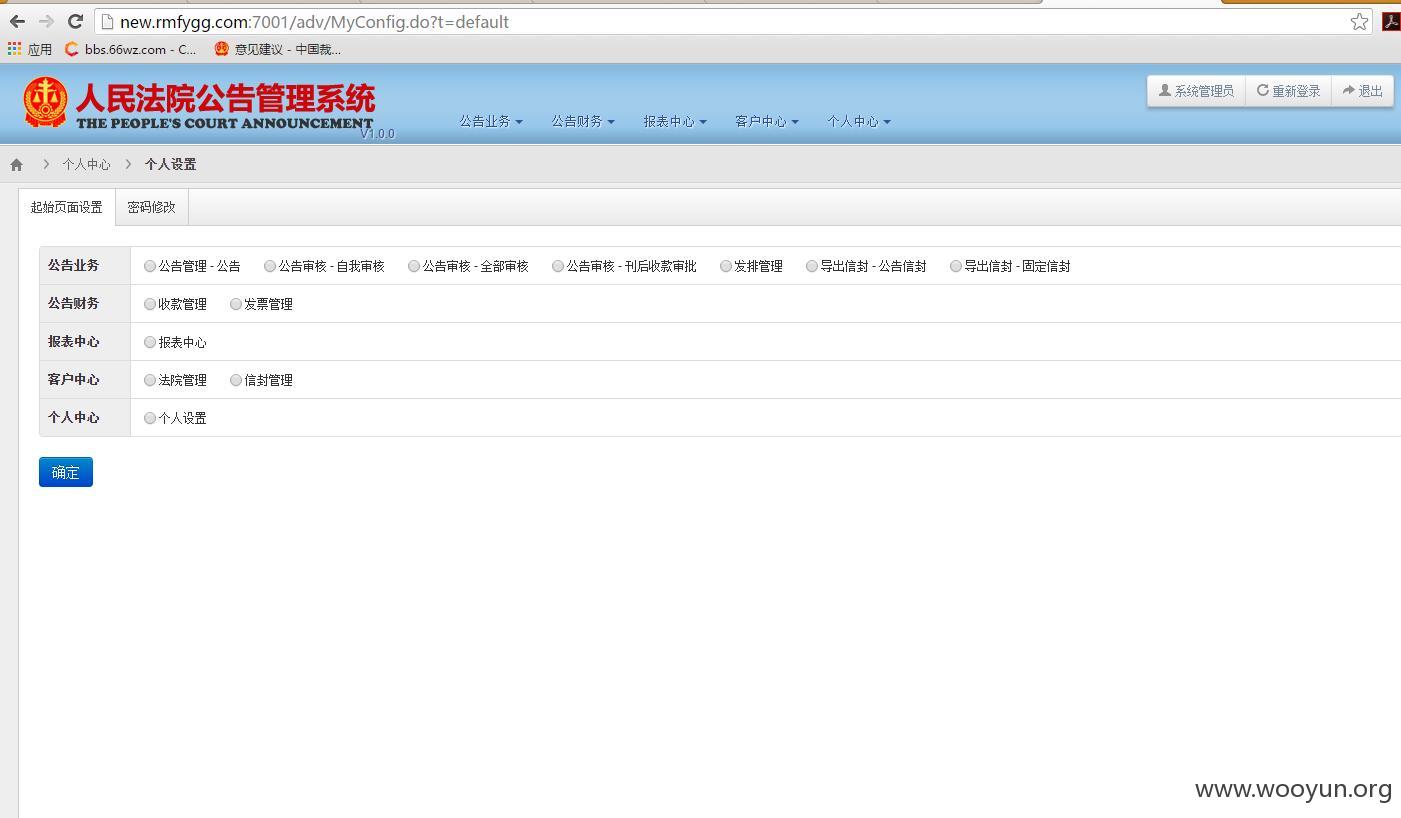 new.rmfygg.com:7001/adv/MyConfig.do?t=default
应用 bbs.66wz.com - C... 意见建议 - 中国裁...
人民法院公告管理系统
THE PEOPLE'S COURT ANNOUNCEMENT
V1.0.0
公告业务 公告财务 报表中心 客户中心 个人中心
系统管理员 重新登录 退出
个人中心 个人设置
起始页面设置 密码修改
公告业务 公告管理 - 公告 公告审核 - 自我审核 公告审核 - 全部审核 公告审核 - 刊后收款审批 发排管理 导出信封 - 公告信封 导出信封 - 固定信封
公告财务 收款管理 发票管理
报表中心 报表中心
客户中心 法院管理 信封管理
个人中心 个人设置
确定
www.wooyun.org